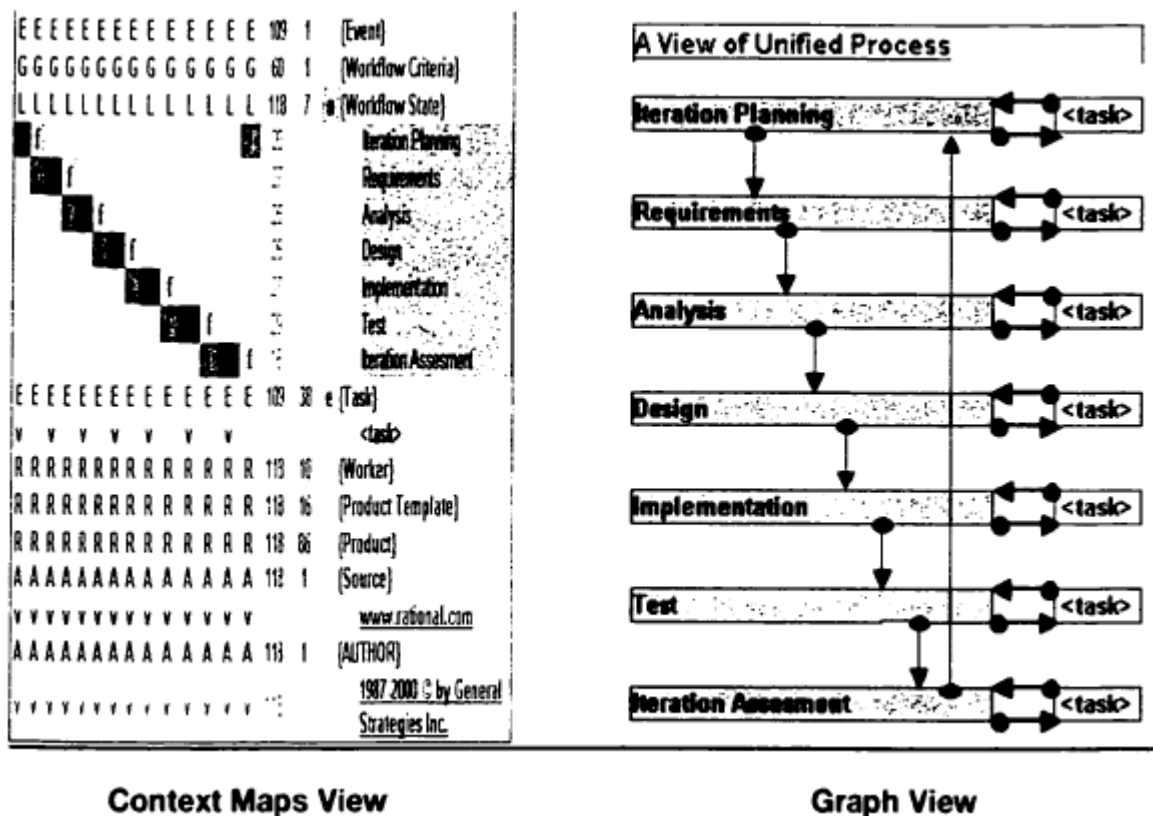 E E E E E E E E E E E E E E 109 1 (Event)
G G G G G G G G G G G G G G 60 1 (Workflow Criteria)
L L L L L L L L L L L L L L 118 7 (Workflow State)
f Iteration Planning
f Requirements
f Analysis
f Design
f Implementation
f Test
f Iteration Assesment
E E E E E E E E E E E E E E 109 38 e (Task)
v v v v v v v <task>
R R R R R R R R R R R R R R 113 16 (Worker)
R R R R R R R R R R R R R R 118 16 (Product Template)
R R R R R R R R R R R R R R 118 86 (Product)
A A A A A A A A A A A A A A 118 1 (Source)
v v v v v v v v v v v v v v www.rational.com
A A A A A A A A A A A A A A 113 1 (AUTHOR)
1987 2000 © by General
v v v v v v v v v v v v v v
Strategies Inc.
Context Maps View
A View of Unified Process
Iteration Planning <task>
Requirements <task>
Analysis <task>
Design <task>
Implementation <task>
Test <task>
Iteration Assesment <task>
Graph View